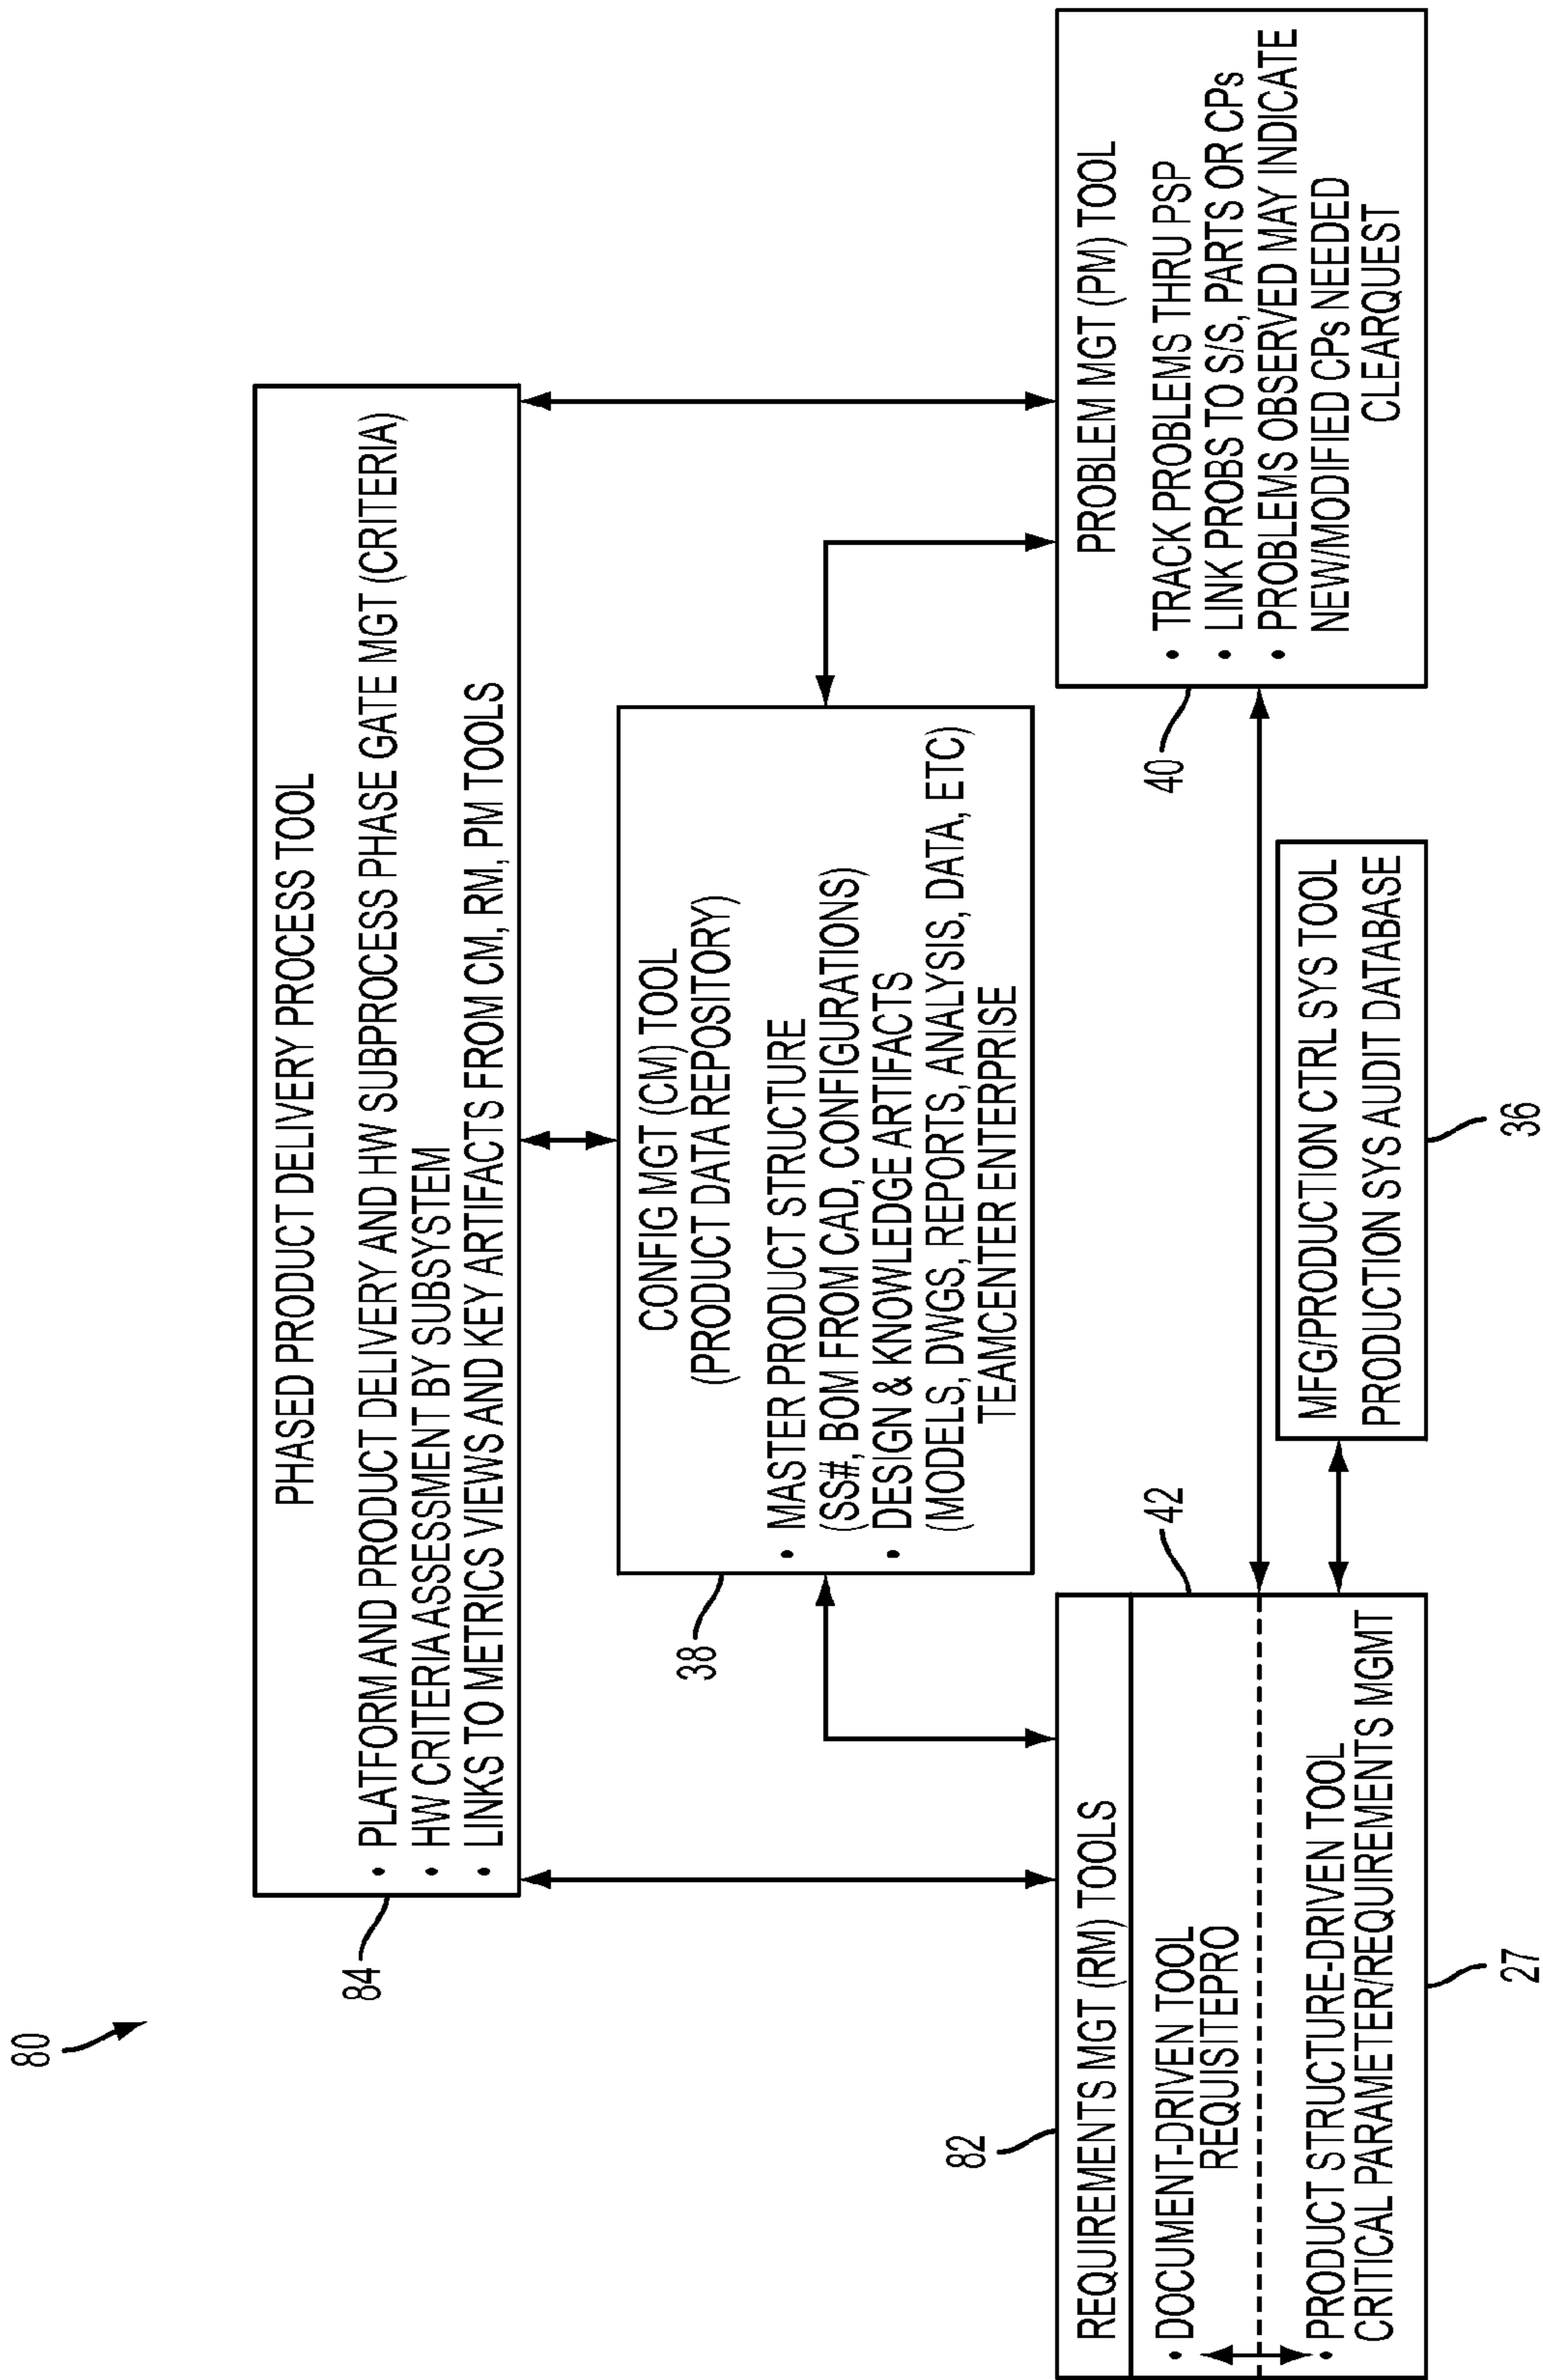 80
84
PHASED PRODUCT DELIVERY PROCESS TOOL
• PLATFORM AND PRODUCT DELIVERY AND HW SUBPROCESS PHASE GATE MGT (CRITERIA)
• HW CRITERIA ASSESSMENT BY SUBSYSTEM
• LINKS TO METRICS VIEWS AND KEY ARTIFACTS FROM CM, RM, PM TOOLS
38
CONFIG MGT (CM) TOOL
(PRODUCT DATA REPOSITORY)
• MASTER PRODUCT STRUCTURE
(SS#, BOM FROM CAD, CONFIGURATIONS)
• DESIGN & KNOWLEDGE ARTIFACTS
(MODELS, DWGS, REPORTS, ANALYSIS, DATA, ETC)
TEAMCENTER ENTERPRISE
82
REQUIREMENTS MGT (RM) TOOLS
• DOCUMENT-DRIVEN TOOL
REQUISITEPRO
42
• PRODUCT STRUCTURE-DRIVEN TOOL
CRITICAL PARAMETER/REQUIREMENTS MGMT
27
MFG/PRODUCTION CTRL SYS TOOL
PRODUCTION SYS AUDIT DATABASE
36
40
PROBLEM MGT (PM) TOOL
• TRACK PROBLEMS THRU PSP
• LINK PROBS TO S/S, PARTS OR CPs
• PROBLEMS OBSERVED MAY INDICATE
NEW/MODIFIED CPs NEEDED
CLEARQUEST